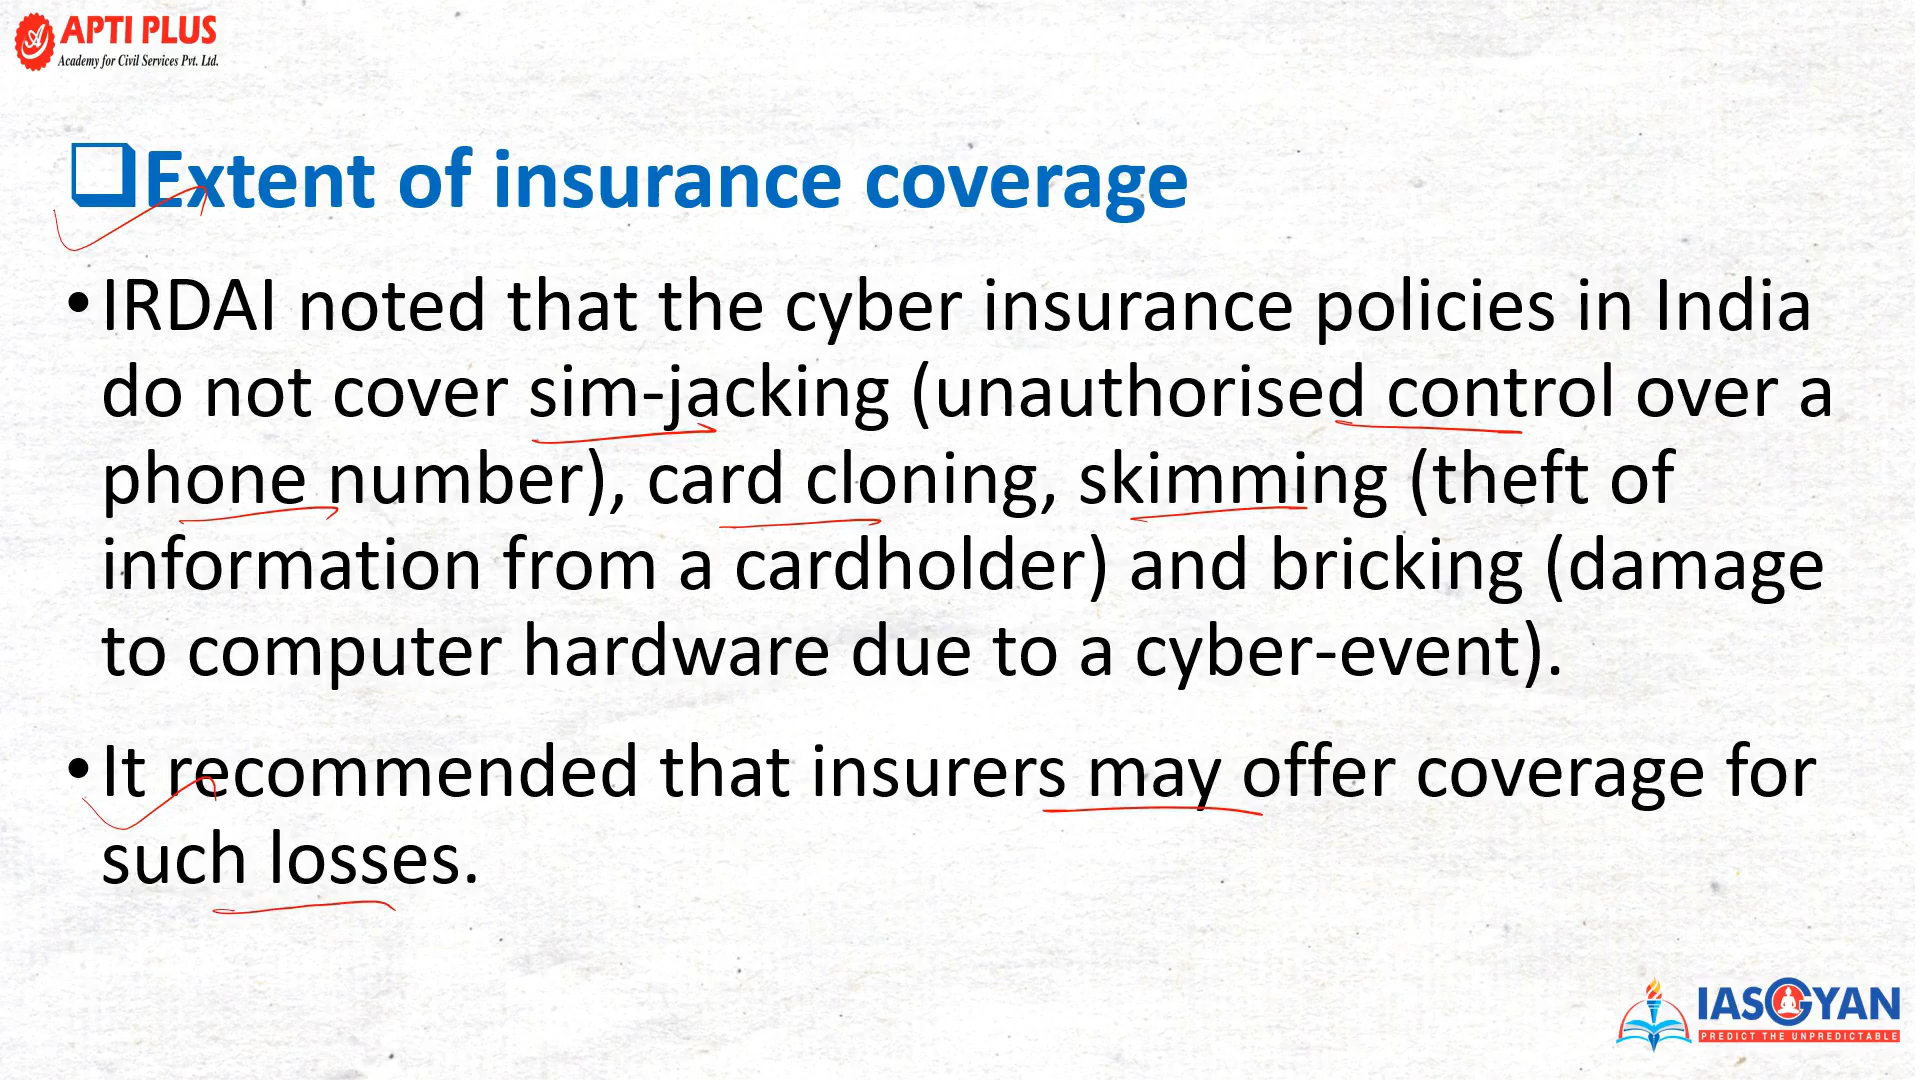 APTI PLUS
Academy for Civil Services Pvt. Ltd.
Extent of insurance coverage
•IRDAI noted that the cyber insurance policies in India
do not cover sim-jacking (unauthorised control over a
phone number), card cloning, skimming (theft of
information from a cardholder) and bricking (damage
to computer hardware due to a cyber-event).
•It recommended that insurers may offer coverage for
such losses.
IASGYAN
PREDICT THE UNPREDICTABLE